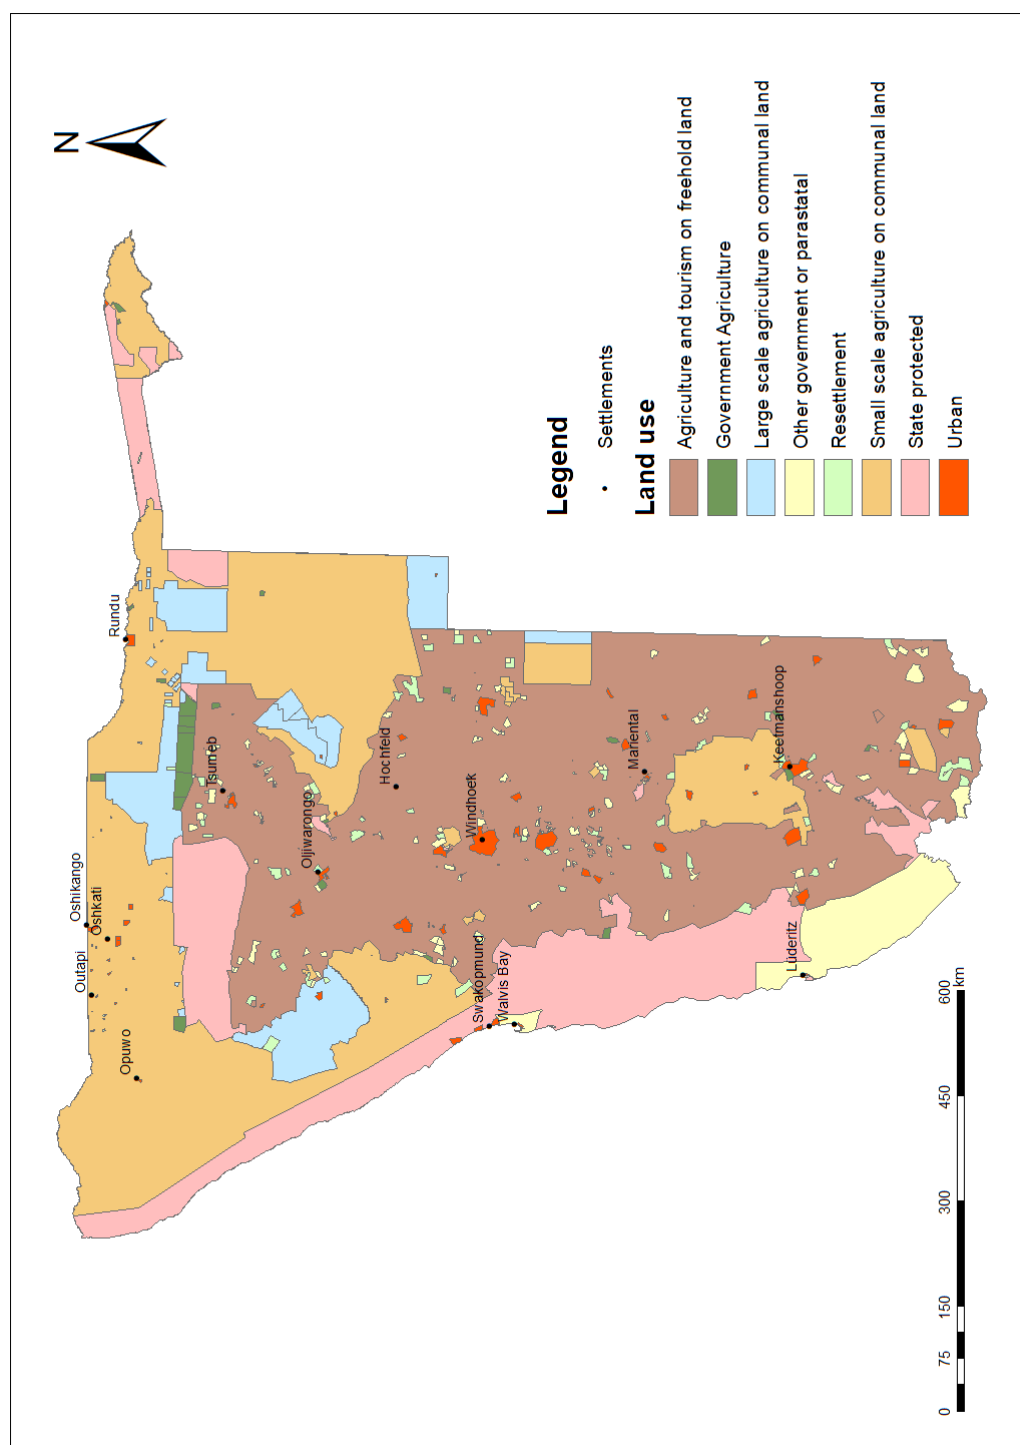 N
Oshikango
Outapi
Oshkati
Opuwo
Rundu
Tsumeb
Otjiwarongo
Hochfeld
Windhoek
Swakopmund
Walvis Bay
Mariental
Keetmanshoop
Lüderitz
Legend
Settlements
Land use
Agriculture and tourism on freehold land
Government Agriculture
Large scale agriculture on communal land
Other government or parastatal
Resettlement
Small scale agriculture on communal land
State protected
Urban
0 75 150 300 450 600
km